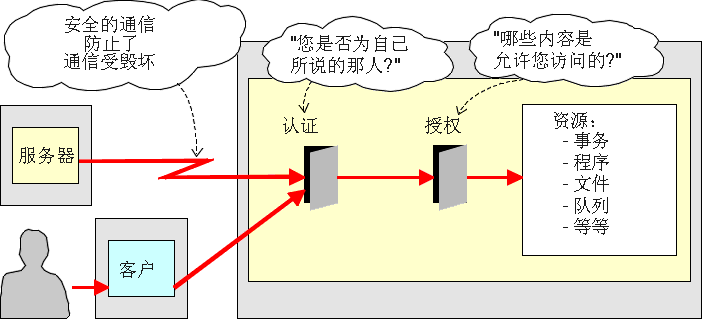 安全的通信
防止了
通信受毁坏
"您是否为自己
所说的那人?"
"哪些内容是
允许您访问的?"
认证
授权
资源:
- 事务
- 程序
- 文件
- 队列
- 等等
服务器
客户